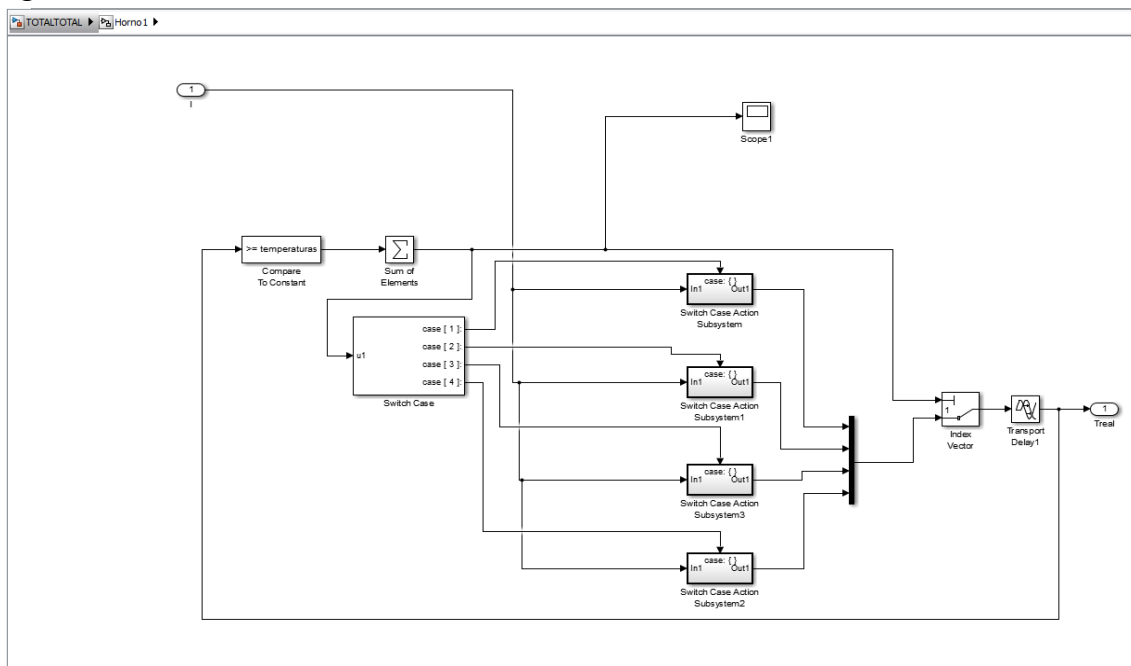 TOTALTOTAL Horno1
1
I
Scope1
>= temperaturas
Compare
To Constant
Sum of
Elements
case: { }
In1 Out1
Switch Case Action
Subsystem
u1
case [ 1 ]:
case [ 2 ]:
case [ 3 ]:
case [ 4 ]:
Switch Case
case: { }
In1 Out1
Switch Case Action
Subsystem1
1
Index
Vector
Transport
Delay1
1
Treal
case: { }
In1 Out1
Switch Case Action
Subsystem3
case: { }
In1 Out1
Switch Case Action
Subsystem2